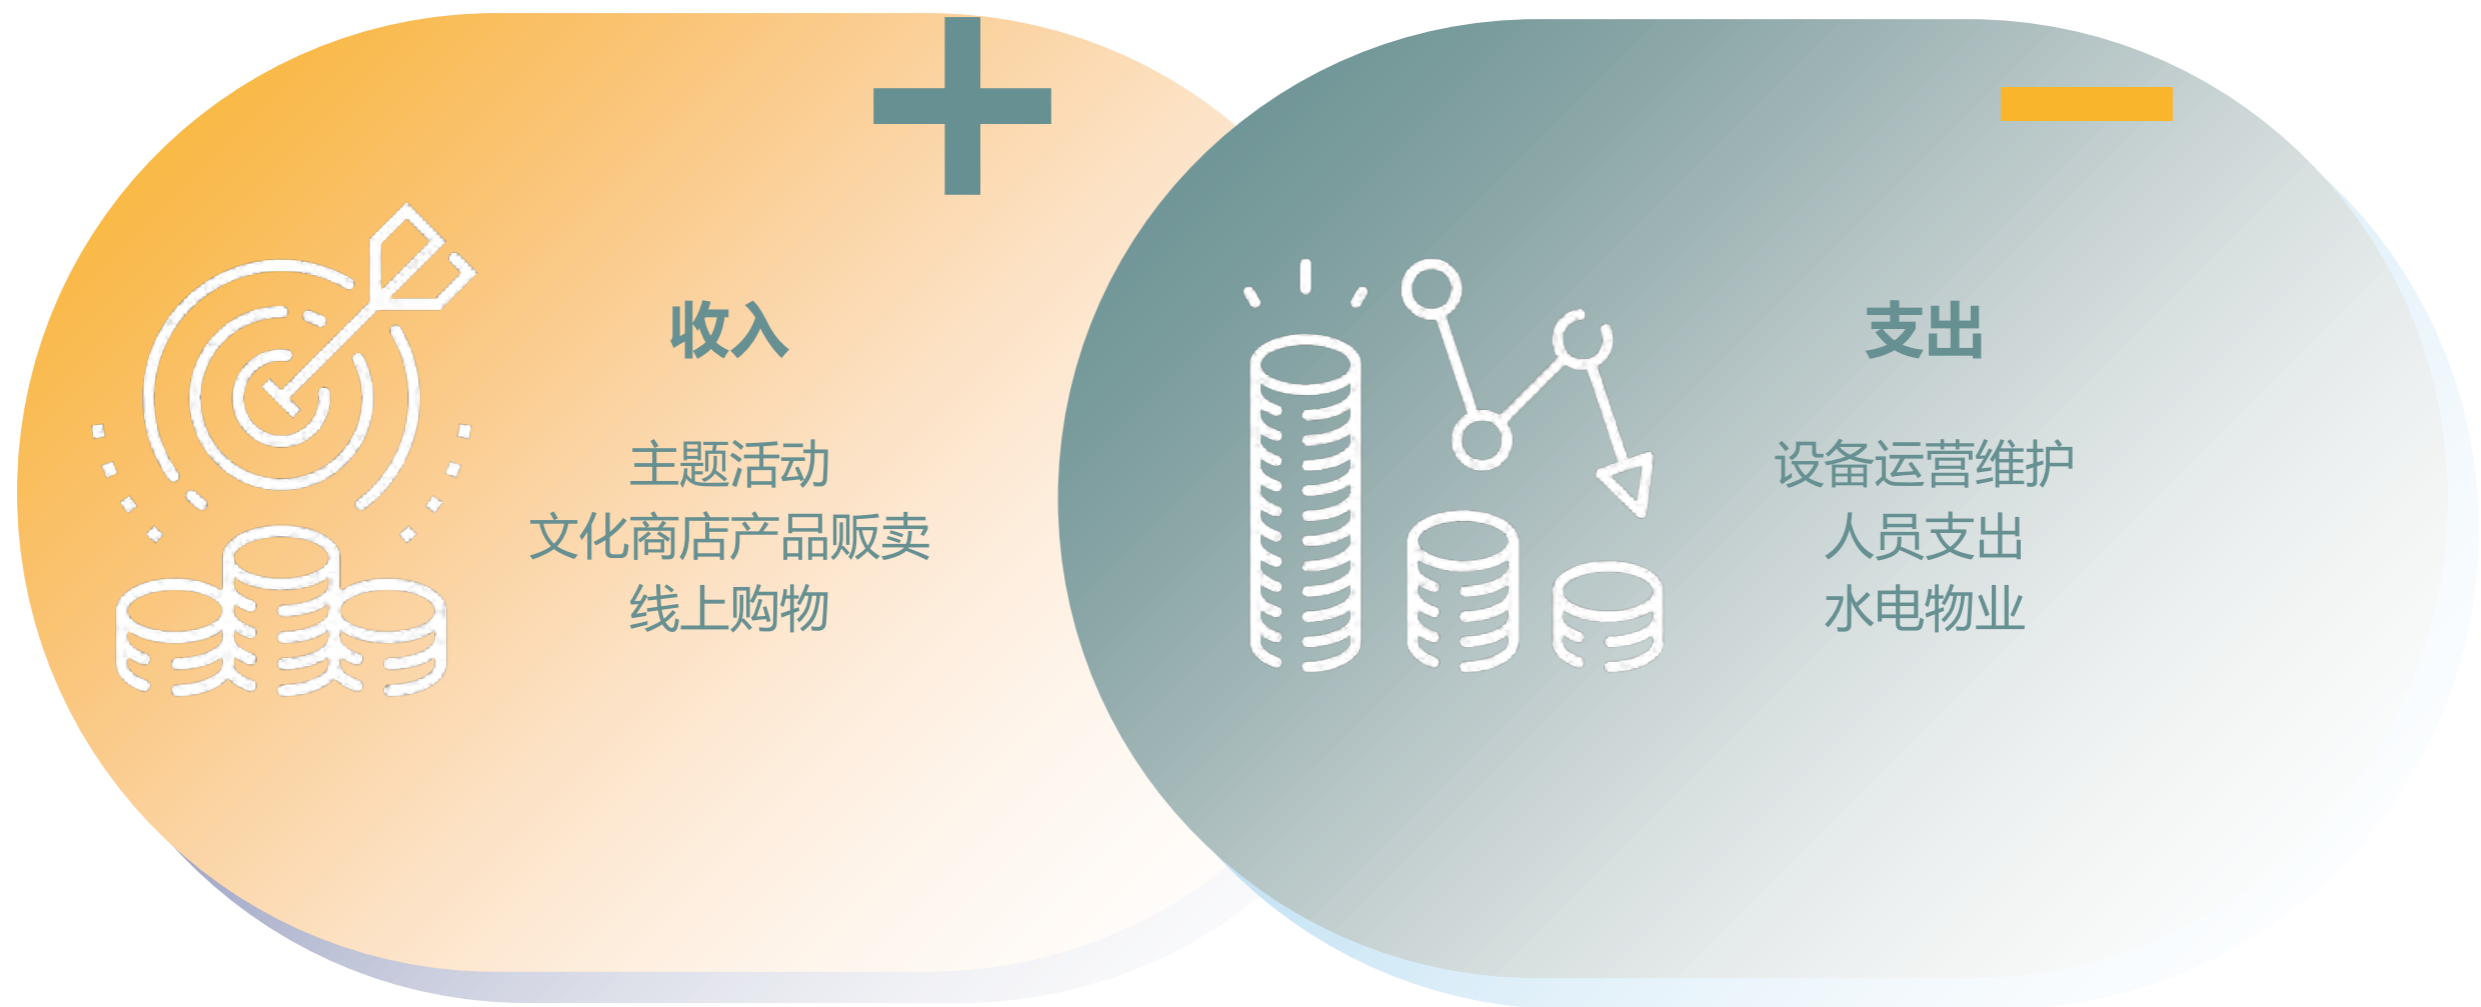 收入
主题活动
文化商店产品贩卖
线上购物
支出
设备运营维护
人员支出
水电物业